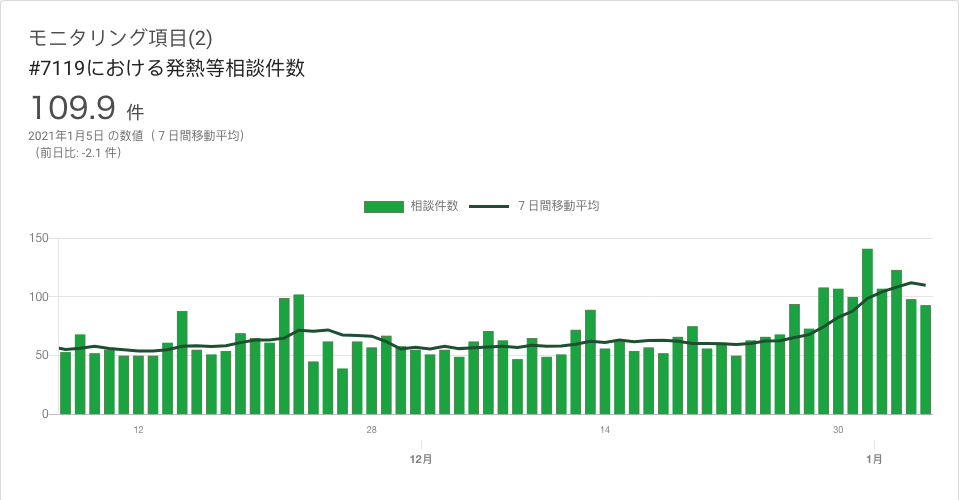 モニタリング項目(2)
#7119における発熱等相談件数
109.9 件
2021年1月5日 の数値（７日間移動平均）
（前日比: -2.1 件）
相談件数 ７日間移動平均
150
100
50
0
12 28 14 30
12月 1月